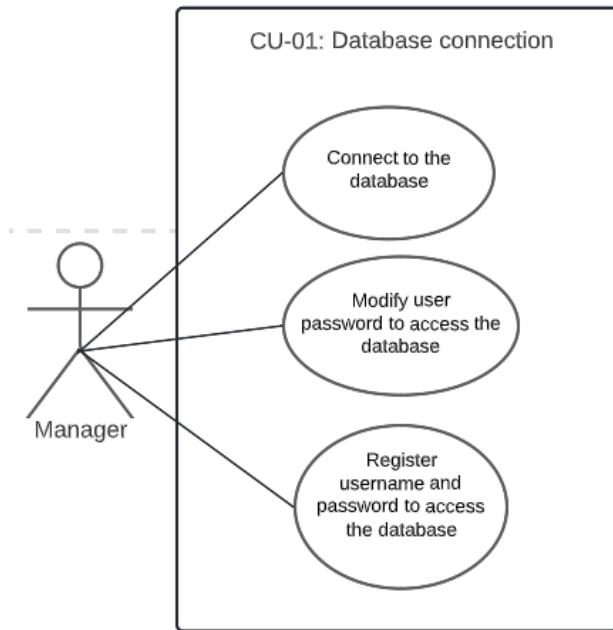 CU-01: Database connection
Connect to the
database
Modify user
password to access the
database
Manager
Register
username and
password to access
the database